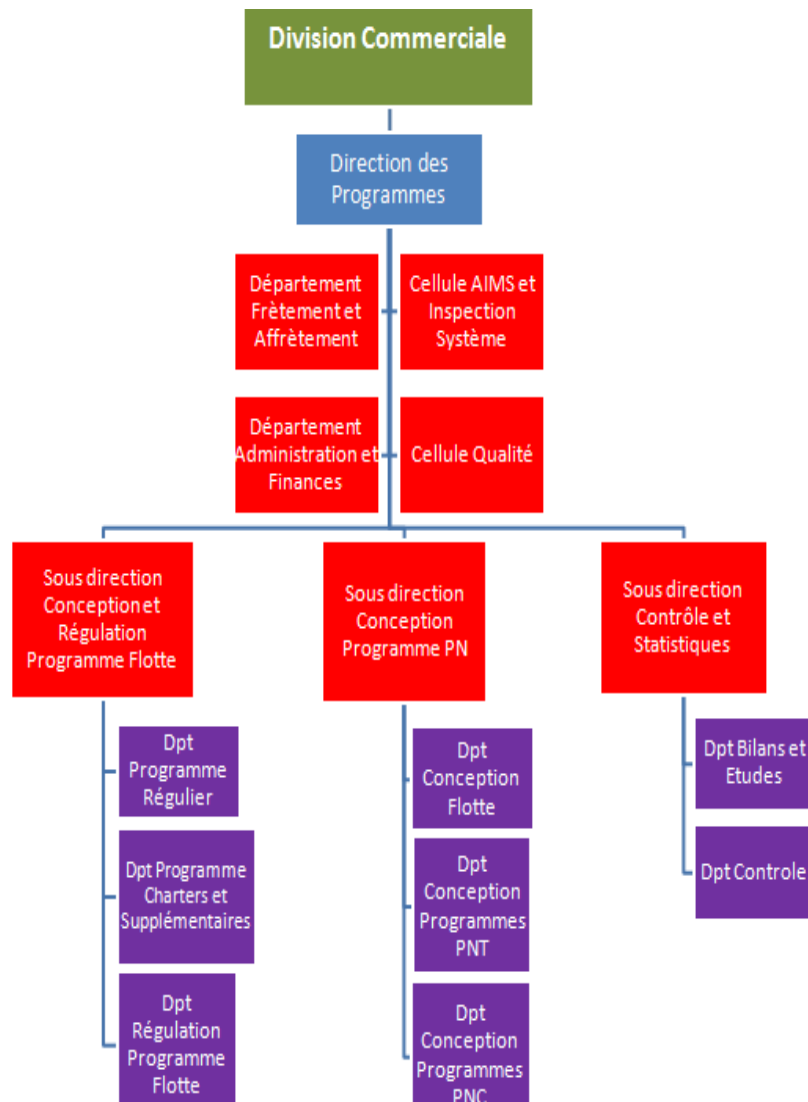 Division Commerciale
Direction des
Programmes
Département
Frètement et
Affrètement
Cellule AIMS et
Inspection
Système
Département
Administration et
Finances
Cellule Qualité
Sous direction
Conception et
Régulation
Programme Flotte
Sous direction
Conception
Programme PN
Sous direction
Contrôle et
Statistiques
Dpt
Programme
Régulier
Dpt Programme
Charters et
Supplémentaires
Dpt
Régulation
Programme
Flotte
Dpt
Conception
Flotte
Dpt
Conception
Programmes
PNT
Dpt
Conception
Programmes
PNC
Dpt Bilans et
Etudes
Dpt Controle